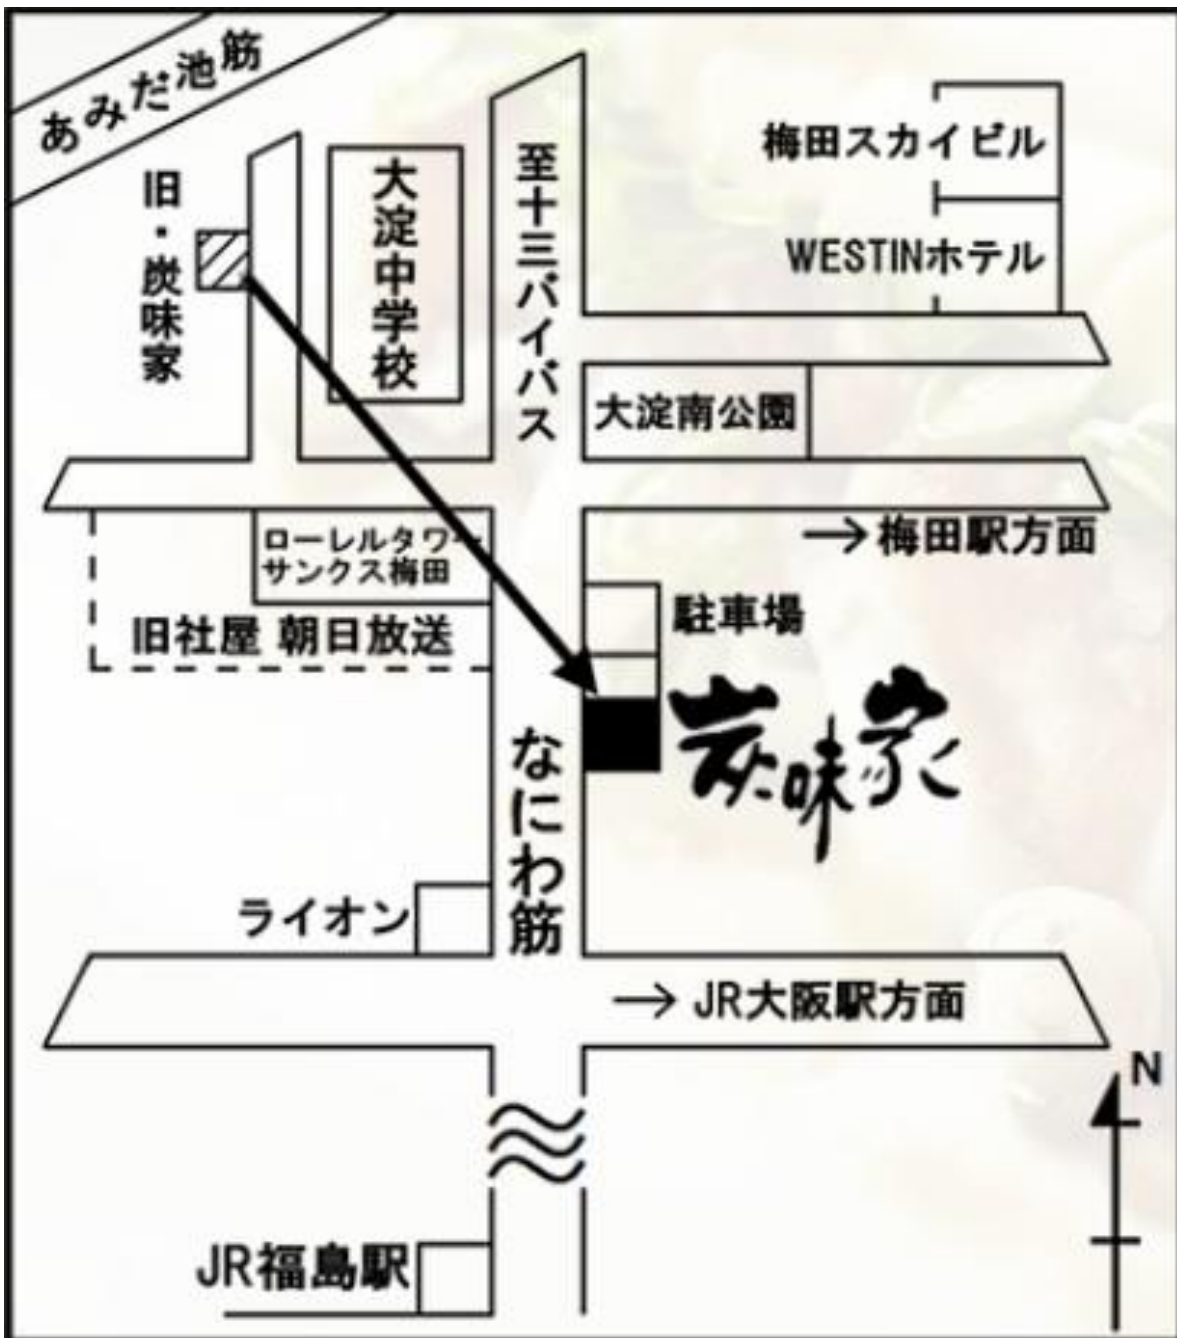 あみだ池筋
旧・炭味家
大淀中学校
至十三バイパス
梅田スカイビル
WESTINホテル
大淀南公園
→梅田駅方面
ローレルタワー
サンクス梅田
旧社屋 朝日放送
駐車場
炭味家
なにわ筋
ライオン
→JR大阪駅方面
N
JR福島駅